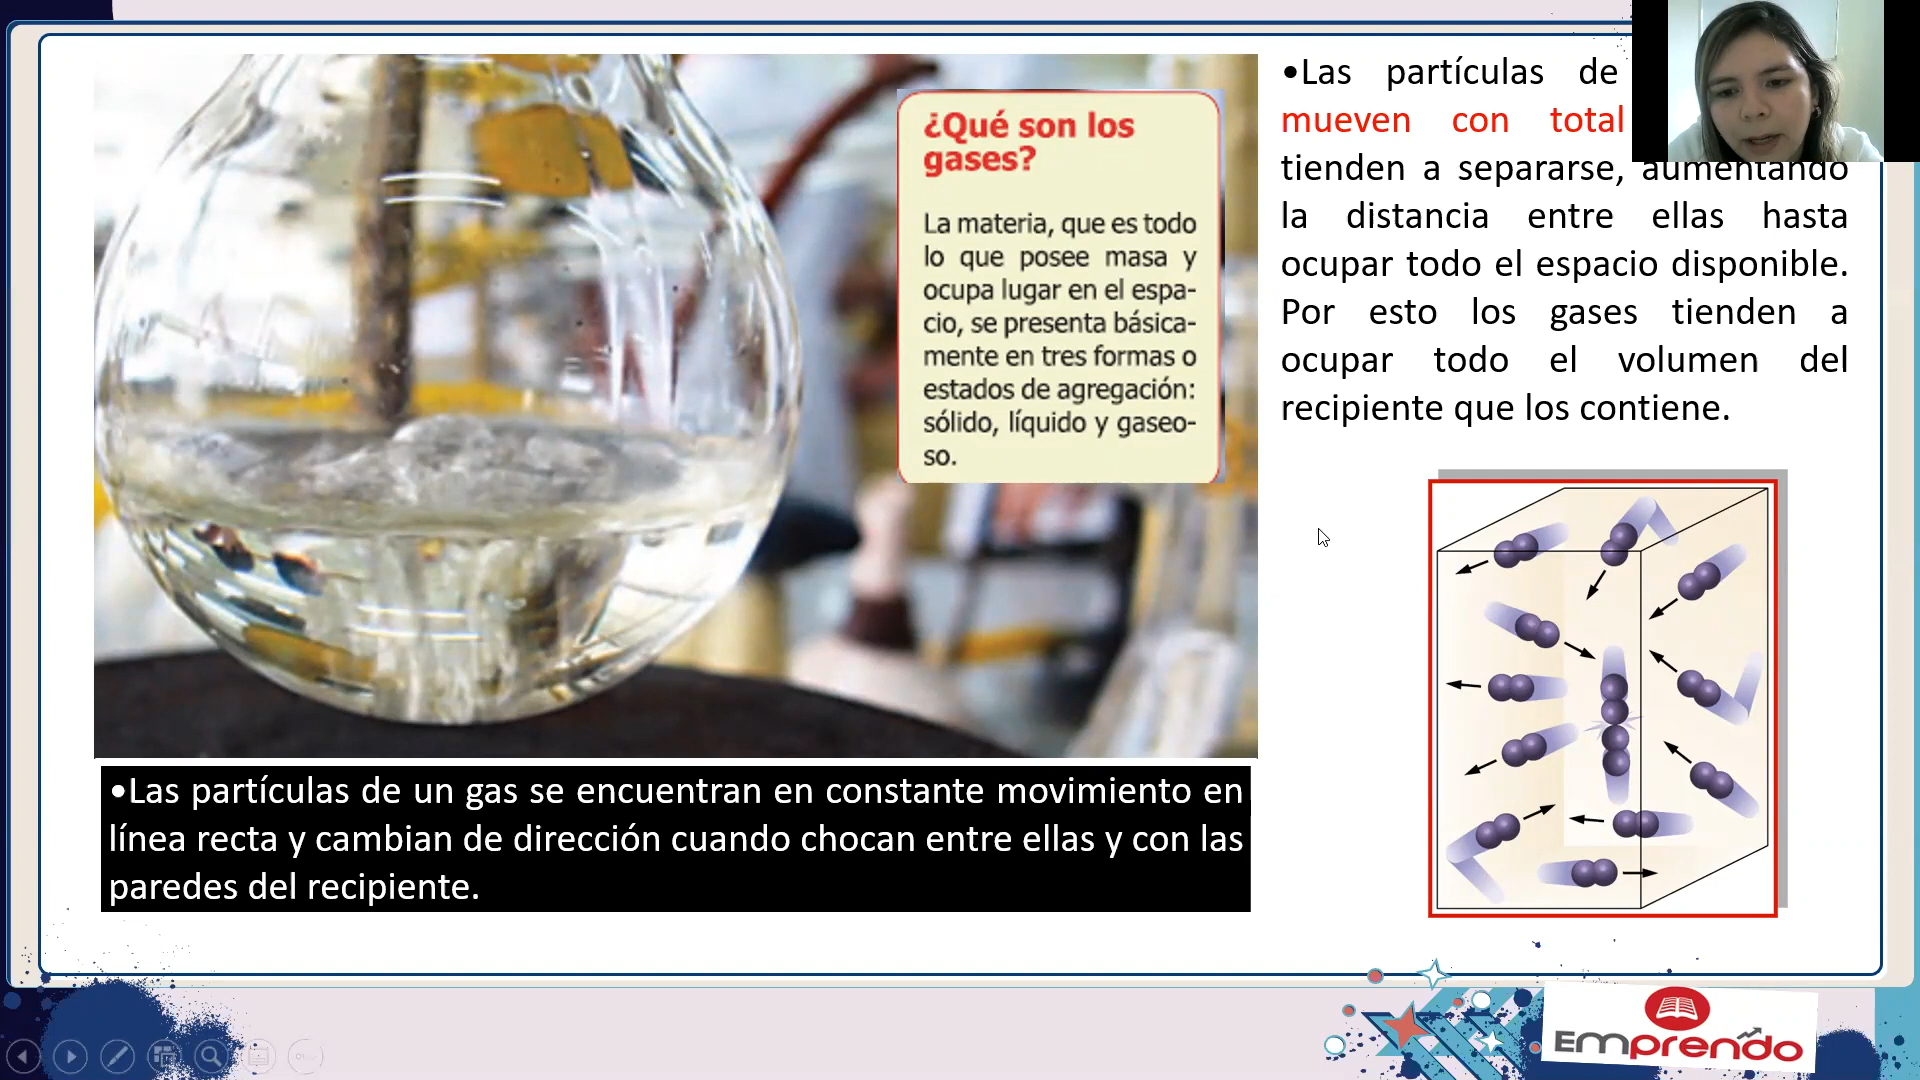 ¿Qué son los
gases?
La materia, que es todo
lo que posee masa y
ocupa lugar en el espa-
cio, se presenta básica-
mente en tres formas o
estados de agregación:
sólido, líquido y gaseo-
so.
•Las partículas de
mueven con total
tienden a separarse, aumentando
la distancia entre ellas hasta
ocupar todo el espacio disponible.
Por esto los gases tienden a
ocupar todo el volumen del
recipiente que los contiene.
•Las partículas de un gas se encuentran en constante movimiento en
línea recta y cambian de dirección cuando chocan entre ellas y con las
paredes del recipiente.
Emprendo